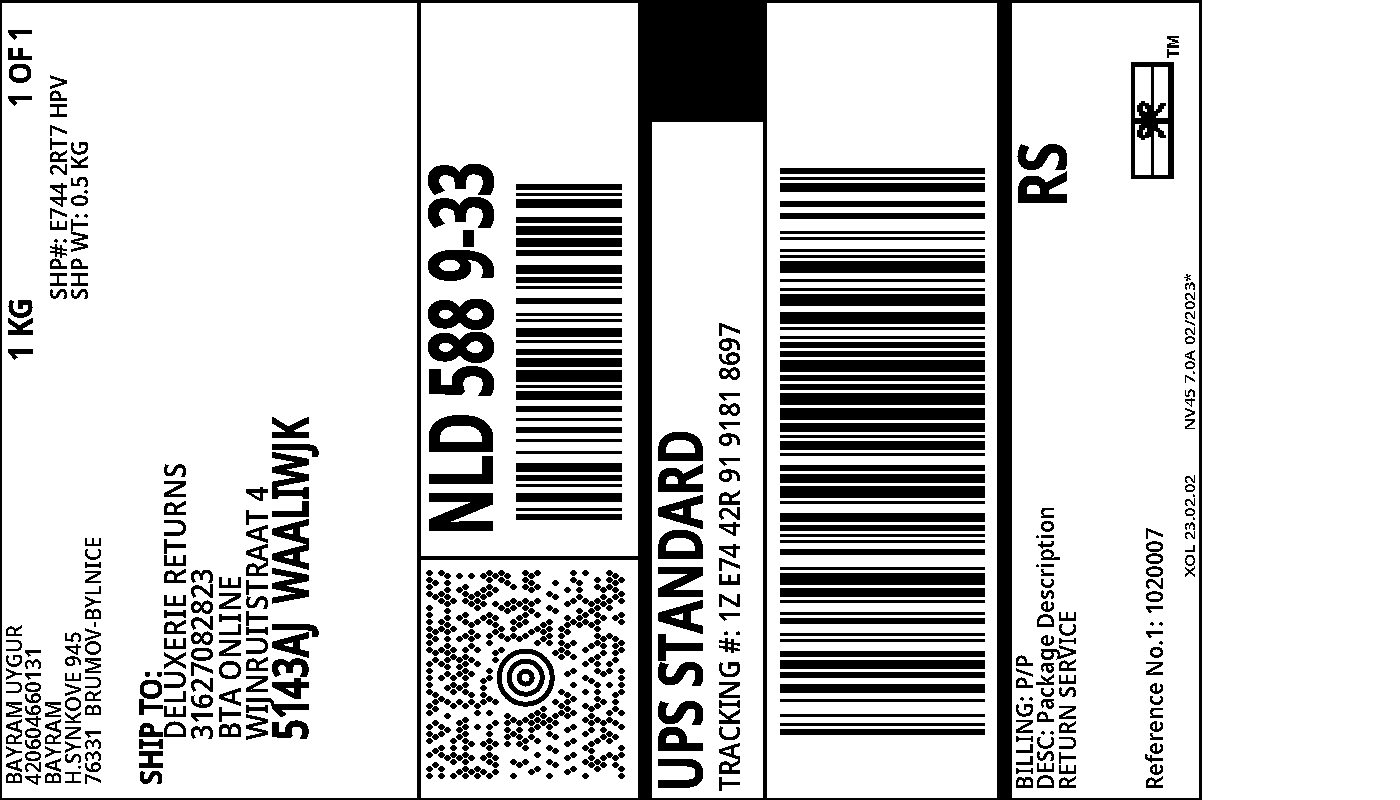 BAYRAM UYGUR
420604660131
BAYRAM
H.SYNKOVE 945
76331 BRUMOV-BYLNICE
1 KG
1 OF 1
SHP#: E744 2RT7 HPV
SHP WT: 0.5 KG
SHIP TO:
DELUXERIE RETURNS
31627082823
BTA ONLINE
WIJNRUITSTRAAT 4
5143AJ WAALIWJK
NLD 588 9-33
UPS STANDARD
TRACKING #: 1Z E74 42R 91 9181 8697
BILLING: P/P
DESC: Package Description
RETURN SERVICE
RS
Reference No.1: 1020007
XOL 23.02.02 NV45 7.0A 02/2023*
TM